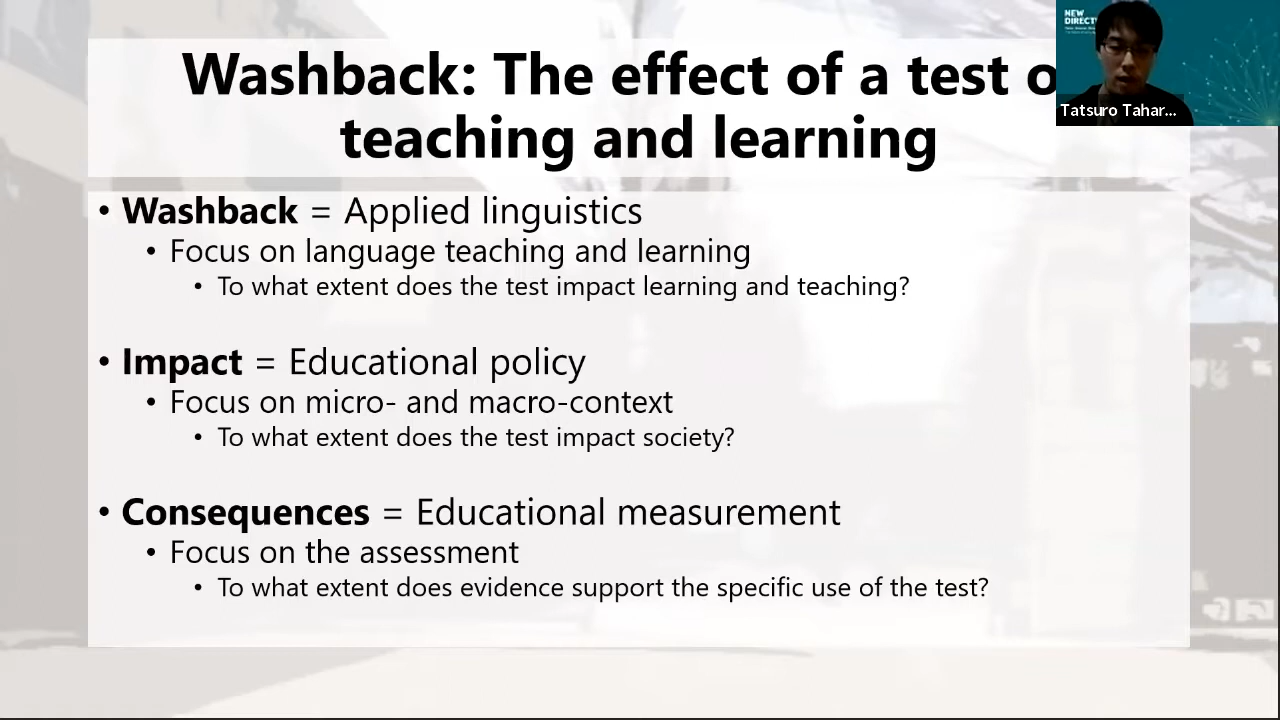 Washback: The effect of a test o
teaching and learning
NEW
DIRECT
Tatsuro Tahar...
• Washback = Applied linguistics
• Focus on language teaching and learning
• To what extent does the test impact learning and teaching?
• Impact = Educational policy
• Focus on micro- and macro-context
• To what extent does the test impact society?
• Consequences = Educational measurement
• Focus on the assessment
• To what extent does evidence support the specific use of the test?